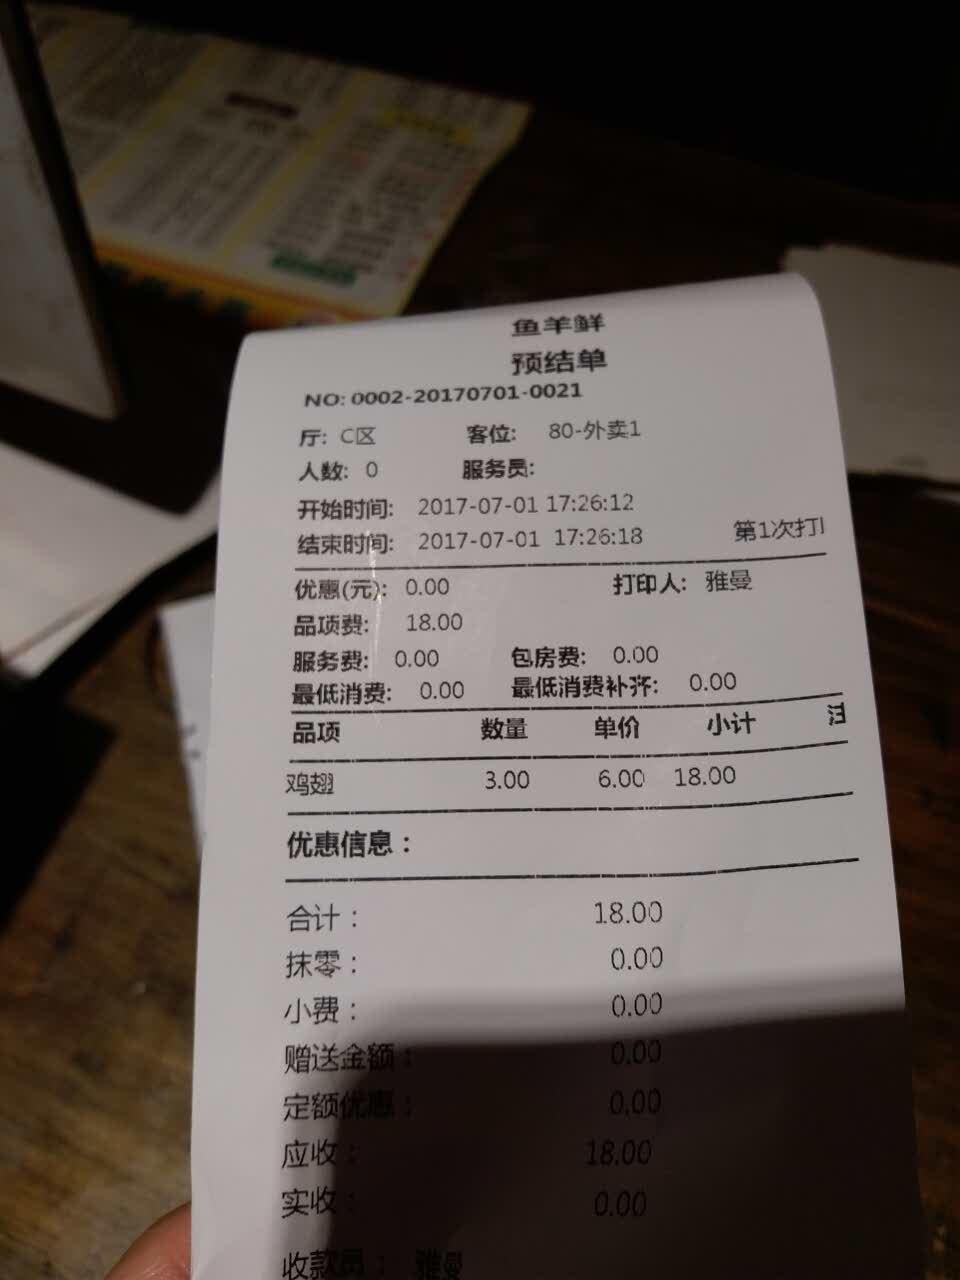 鱼羊鲜
预结单
NO: 0002-20170701-0021
厅: C区 客位: 80-外卖1
人数: 0 服务员:
开始时间: 2017-07-01 17:26:12
结束时间: 2017-07-01 17:26:18 第1次打
优惠(元): 0.00 打印人: 雅曼
品项费: 18.00
服务费: 0.00 包房费: 0.00
最低消费: 0.00 最低消费补齐: 0.00
品项 数量 单价 小计
鸡翅 3.00 6.00 18.00
优惠信息：
合计： 18.00
抹零： 0.00
小费： 0.00
赠送金额： 0.00
定额优惠： 0.00
应收： 18.00
实收： 0.00
收款员： 雅曼